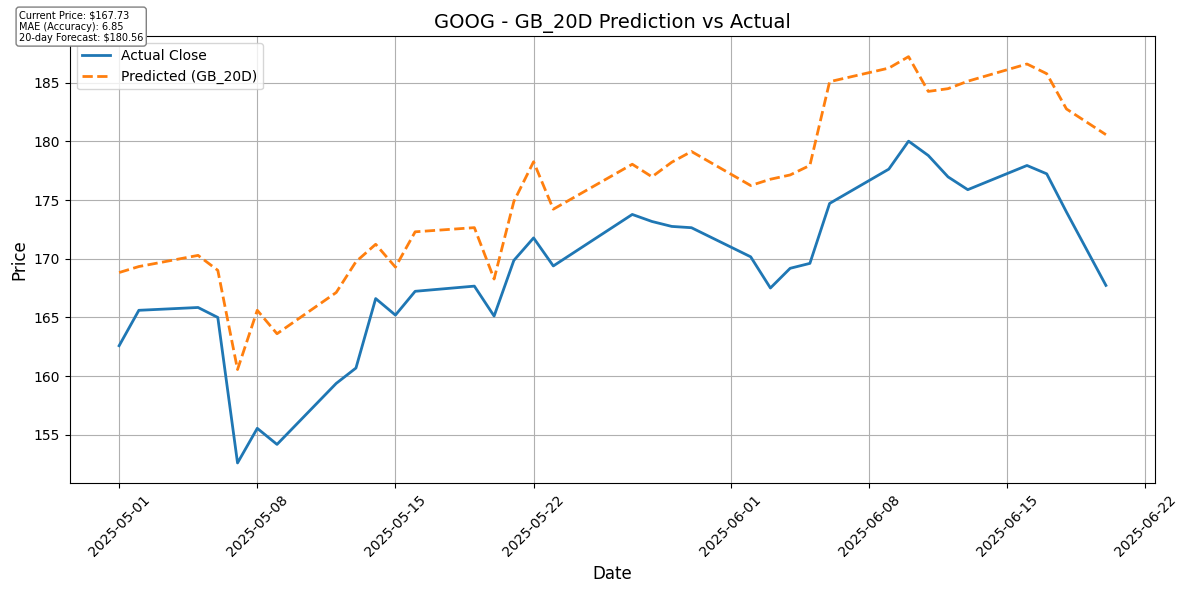 GOOG - GB_20D Prediction vs Actual
Current Price: $167.73
MAE (Accuracy): 6.85
20-day Forecast: $180.56
Actual Close
Predicted (GB_20D)
Price
185
180
175
170
165
160
155
2025-05-01
2025-05-08
2025-05-15
2025-05-22
2025-06-01
2025-06-08
2025-06-15
2025-06-22
Date